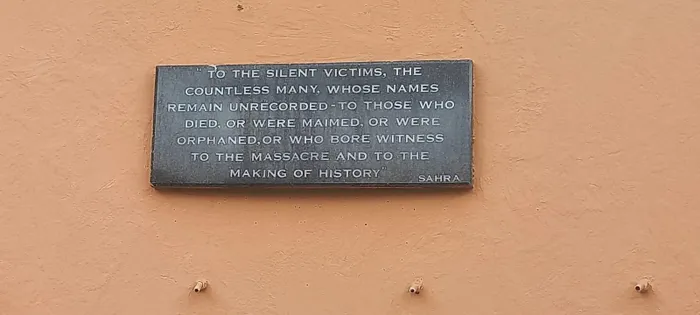 TO THE SILENT VICTIMS, THE
COUNTLESS MANY, WHOSE NAMES
REMAIN UNRECORDED - TO THOSE WHO
DIED, OR WERE MAIMED, OR WERE
ORPHANED, OR WHO BORE WITNESS
TO THE MASSACRE AND TO THE
MAKING OF HISTORY"
SAHRA